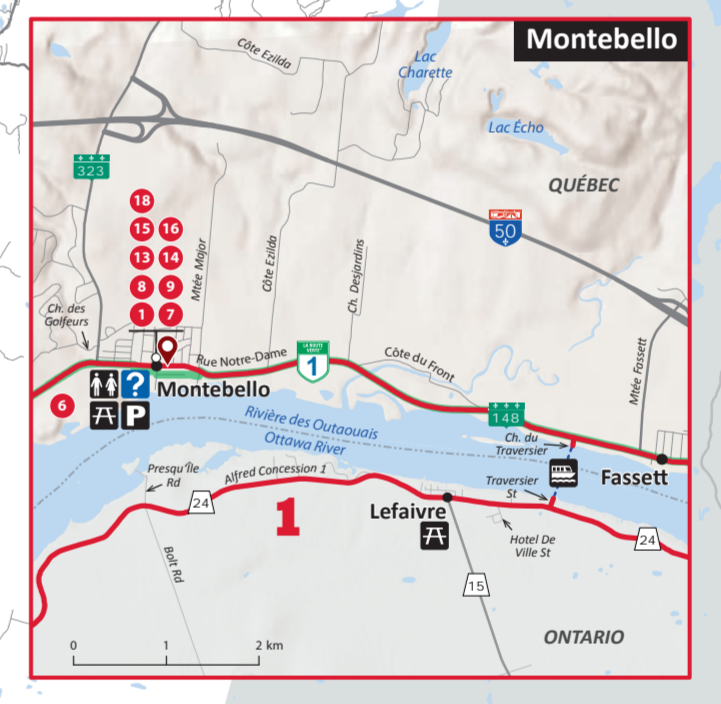 Montebello
Côte Ezilda
Lac
Charette
Lac Écho
323
QUÉBEC
18
15 16
13 14
8 9
1 7
50
Mtée Major
Côte Ezilda
Ch. Desjardins
Ch. des
Golfeurs
Rue Notre-Dame
LA ROUTE
VERTE
1
Côte du Front
Mtée Fassett
?
P
Montebello
6
148
Rivière des Outaouais
Ottawa River
Ch. du
Traversier
Fassett
Presqu'île
Rd
Alfred Concession 1
24
1
Traversier
St
Lefaivre
Hotel De
Ville St
24
Bolt Rd
15
ONTARIO
0 1 2 km